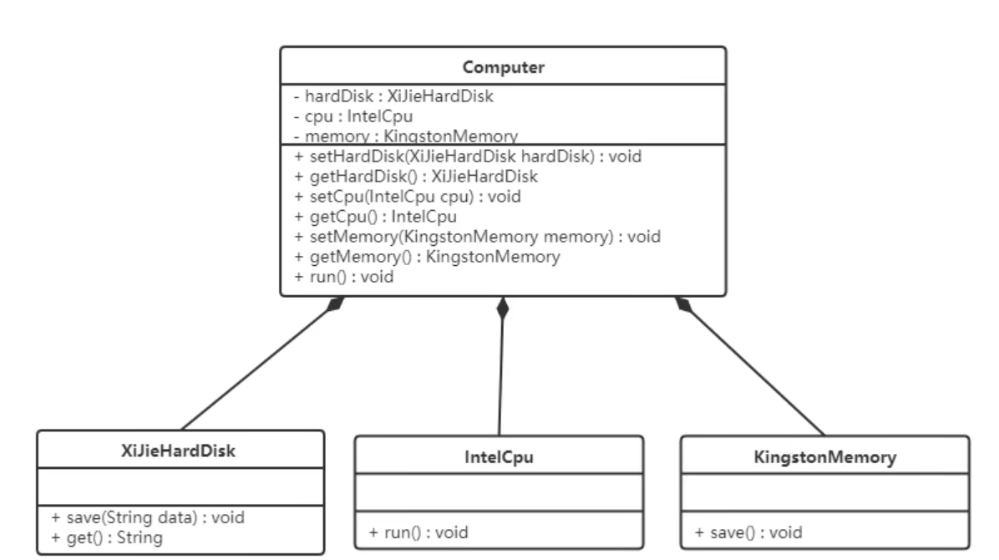 Computer
- hardDisk : XiJieHardDisk
- cpu : IntelCpu
- memory : KingstonMemory
+ setHardDisk(XiJieHardDisk hardDisk) : void
+ getHardDisk() : XiJieHardDisk
+ setCpu(IntelCpu cpu) : void
+ getCpu() : IntelCpu
+ setMemory(KingstonMemory memory) : void
+ getMemory() : KingstonMemory
+ run() : void
XiJieHardDisk
+ save(String data) : void
+ get() : String
IntelCpu
+ run() : void
KingstonMemory
+ save() : void